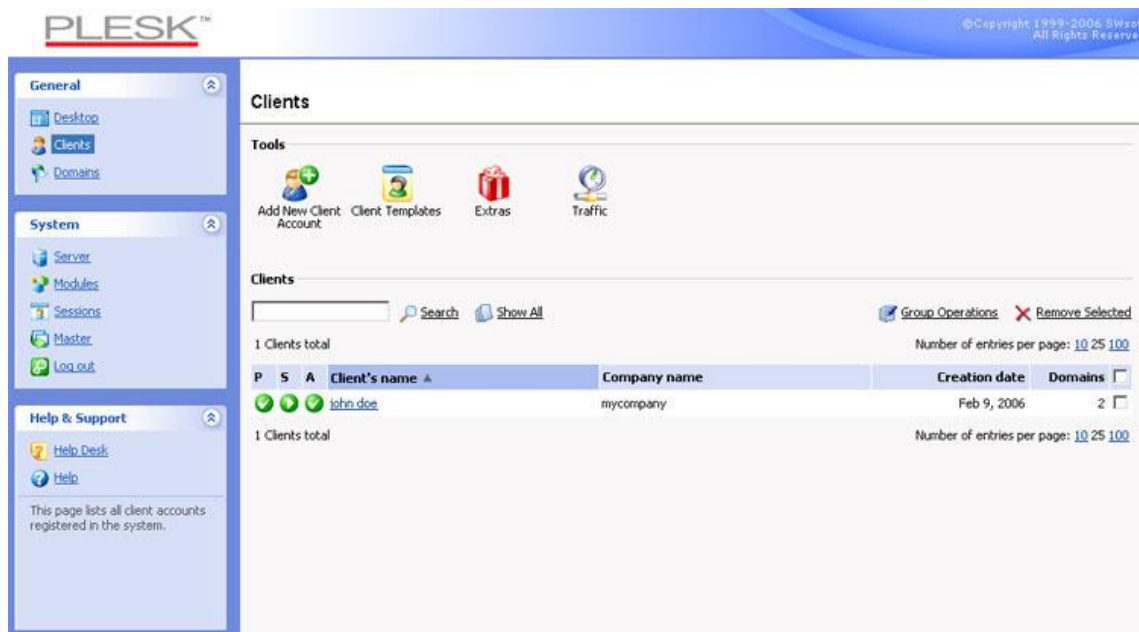 PLESK™
©Copyright 1999-2006 SWsof
All Rights Reserve
General
Desktop
Clients
Domains
System
Server
Modules
Sessions
Master
Log out
Help & Support
Help Desk
Help
This page lists all client accounts
registered in the system.
Clients
Tools
Add New Client
Account
Client Templates
Extras
Traffic
Clients
Search Show All Group Operations Remove Selected
1 Clients total Number of entries per page: 10 25 100
P S A Client's name Company name Creation date Domains
john doe mycompany Feb 9, 2006 2
1 Clients total Number of entries per page: 10 25 100